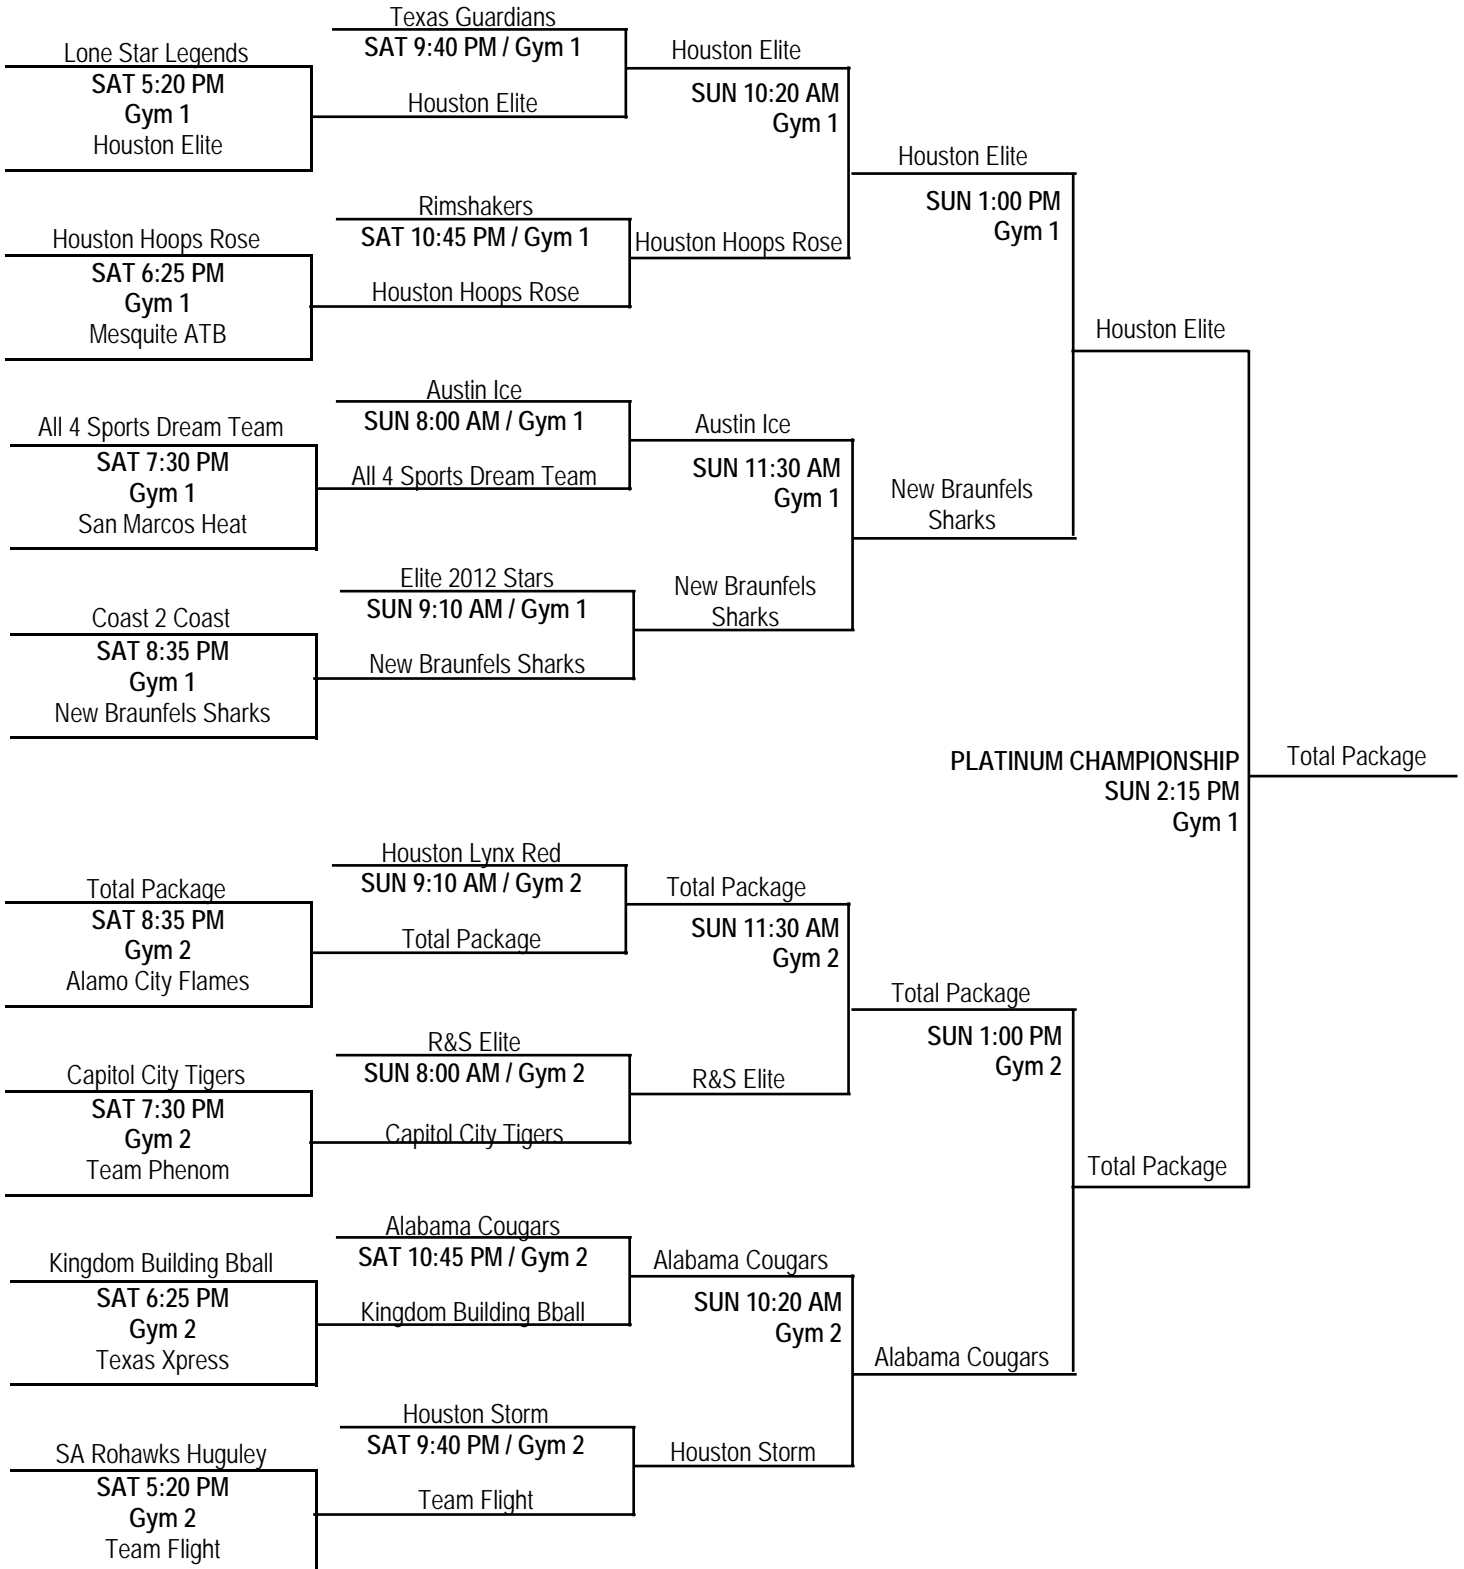 Texas Guardians
Lone Star Legends
SAT 9:40 PM / Gym 1
Houston Elite
SAT 5:20 PM
Gym 1
Houston Elite
Houston Elite
SUN 10:20 AM
Gym 1
Houston Elite
Rimshakers
SUN 1:00 PM
Gym 1
Houston Hoops Rose
SAT 10:45 PM / Gym 1
Houston Hoops Rose
SAT 6:25 PM
Gym 1
Mesquite ATB
Houston Hoops Rose
Houston Elite
Austin Ice
All 4 Sports Dream Team
SUN 8:00 AM / Gym 1
Austin Ice
SAT 7:30 PM
Gym 1
San Marcos Heat
All 4 Sports Dream Team
SUN 11:30 AM
Gym 1
New Braunfels
Sharks
Elite 2012 Stars
Coast 2 Coast
SUN 9:10 AM / Gym 1
New Braunfels
Sharks
SAT 8:35 PM
Gym 1
New Braunfels Sharks
New Braunfels Sharks
PLATINUM CHAMPIONSHIP
SUN 2:15 PM
Gym 1
Total Package
Houston Lynx Red
Total Package
SUN 9:10 AM / Gym 2
Total Package
SAT 8:35 PM
Gym 2
Alamo City Flames
Total Package
SUN 11:30 AM
Gym 2
Total Package
R&S Elite
SUN 1:00 PM
Gym 2
Capitol City Tigers
SUN 8:00 AM / Gym 2
R&S Elite
SAT 7:30 PM
Gym 2
Team Phenom
Capitol City Tigers
Total Package
Alabama Cougars
Kingdom Building Bball
SAT 10:45 PM / Gym 2
Alabama Cougars
SAT 6:25 PM
Gym 2
Texas Xpress
Kingdom Building Bball
SUN 10:20 AM
Gym 2
Alabama Cougars
Houston Storm
SA Rohawks Huguley
SAT 9:40 PM / Gym 2
Houston Storm
SAT 5:20 PM
Gym 2
Team Flight
Team Flight